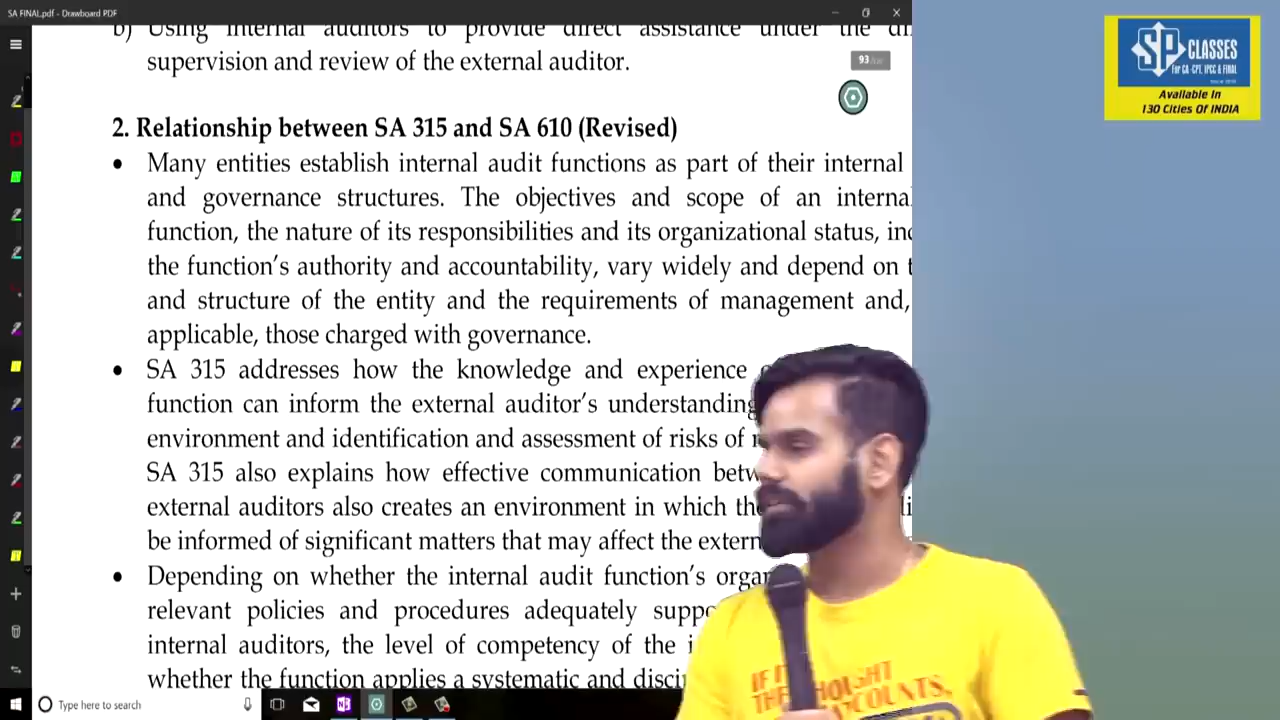 SA FINAL.pdf - Drawboard PDF
b) Using internal auditors to provide direct assistance under the
supervision and review of the external auditor.
93
2. Relationship between SA 315 and SA 610 (Revised)
• Many entities establish internal audit functions as part of their internal
and governance structures. The objectives and scope of an internal
function, the nature of its responsibilities and its organizational status,
the function's authority and accountability, vary widely and depend on
and structure of the entity and the requirements of management and,
applicable, those charged with governance.
• SA 315 addresses how the knowledge and experience
function can inform the external auditor's understanding
environment and identification and assessment of risks of
SA 315 also explains how effective communication
external auditors also creates an environment in which
be informed of significant matters that may affect the
• Depending on whether the internal audit function's
relevant policies and procedures adequately
internal auditors, the level of competency of the
whether the function applies a systematic and
Type here to search
SP CLASSES
For CA-CPT, IPCC & FINAL
Available In
130 Cities Of INDIA